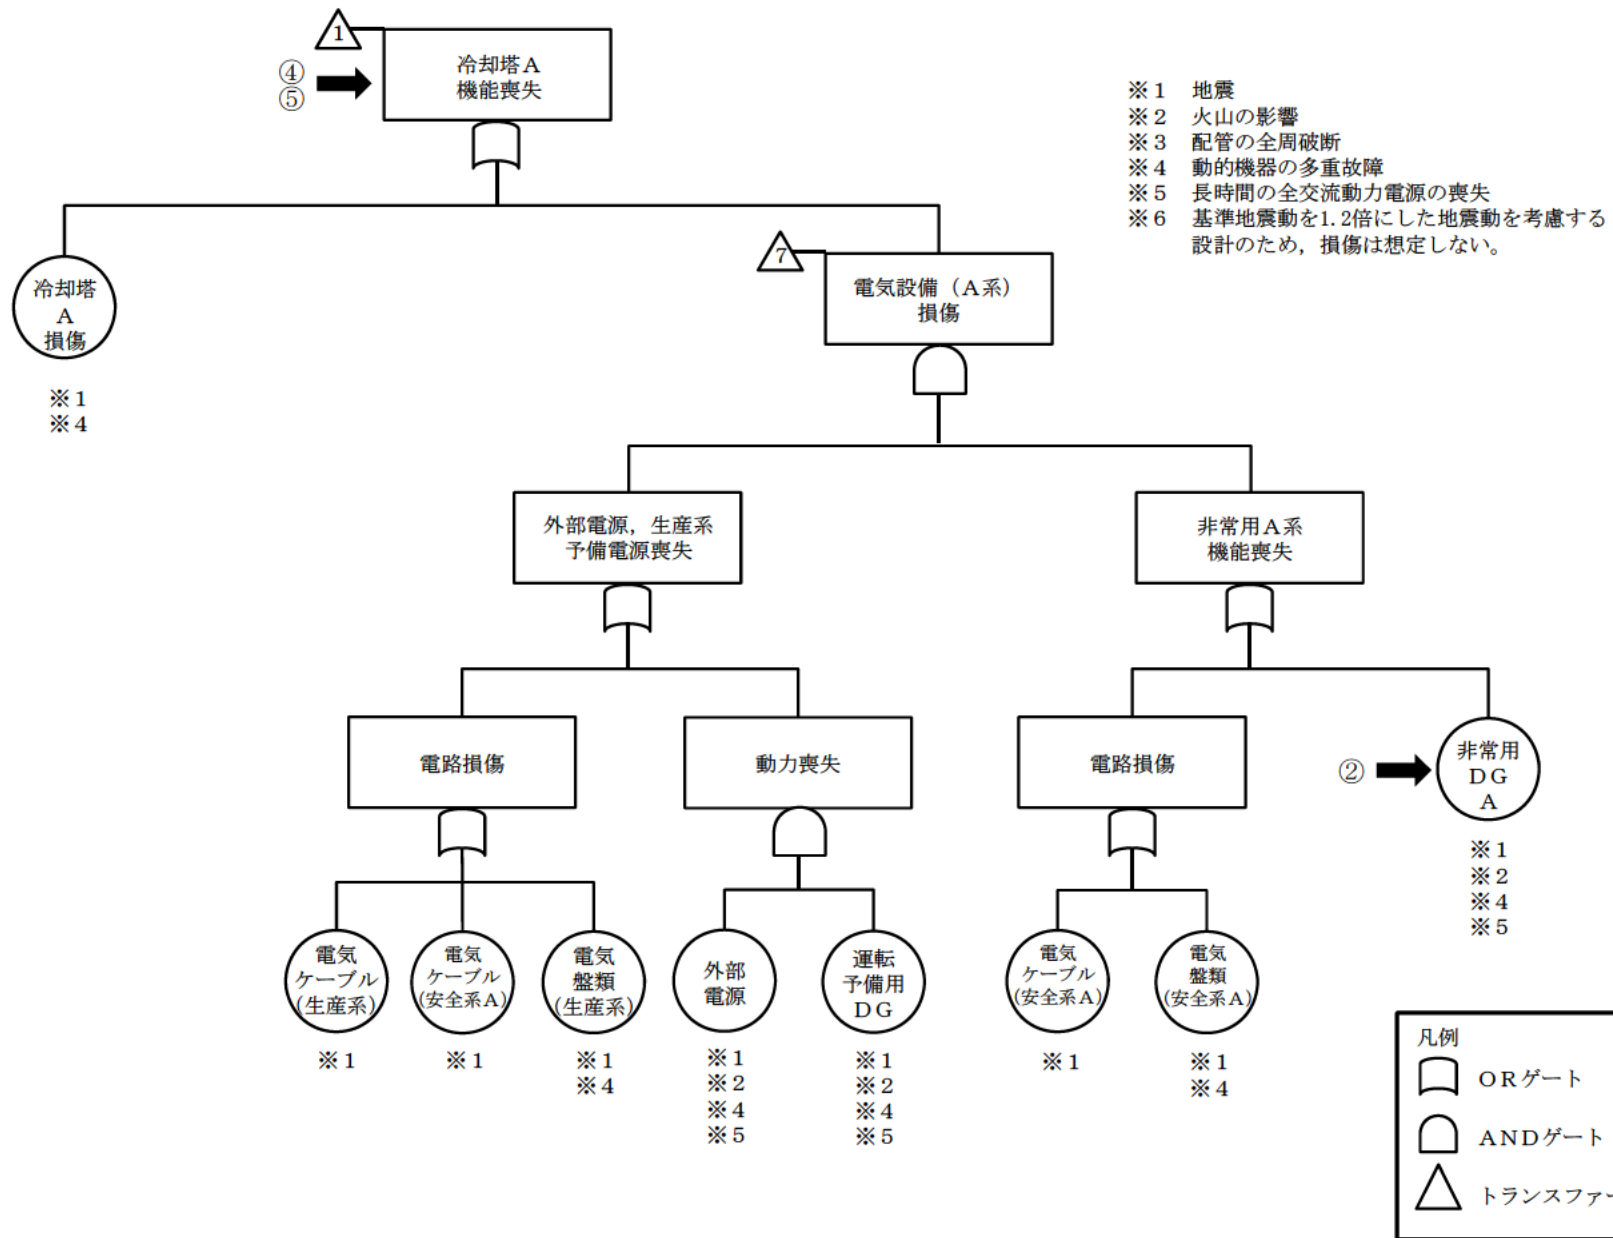 1
冷却塔A
機能喪失
④
⑤
※1 地震
※2 火山の影響
※3 配管の全周破断
※4 動的機器の多重故障
※5 長時間の全交流動力電源の喪失
※6 基準地震動を1.2倍にした地震動を考慮する
設計のため，損傷は想定しない。
7
電気設備（A系）
損傷
冷却塔
A
損傷
※1
※4
外部電源，生産系
予備電源喪失
非常用A系
機能喪失
電路損傷
動力喪失
電路損傷
②
非常用
DG
A
※1
※2
※4
※5
電気
ケーブル
(生産系)
※1
電気
ケーブル
(安全系A)
※1
電気
盤類
(生産系)
※1
※4
外部
電源
※1
※2
※4
※5
運転
予備用
DG
※1
※2
※4
※5
電気
ケーブル
(安全系A)
※1
電気
盤類
(安全系A)
※1
※4
凡例
ORゲート
ANDゲート
トランスファー